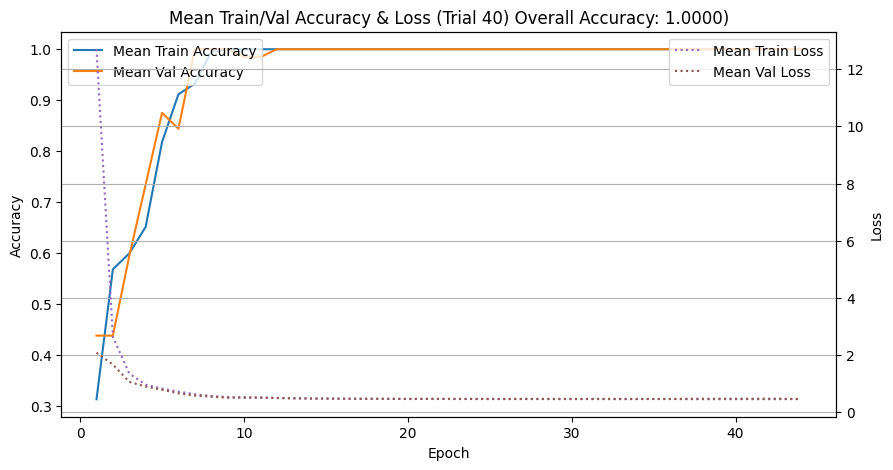 Mean Train/Val Accuracy & Loss (Trial 40) Overall Accuracy: 1.0000)
Mean Train Accuracy
Mean Val Accuracy
Mean Train Loss
Mean Val Loss
Accuracy
1.0
0.9
0.8
0.7
0.6
0.5
0.4
0.3
12
10
8
6
4
2
0
Loss
0
10
20
30
40
Epoch